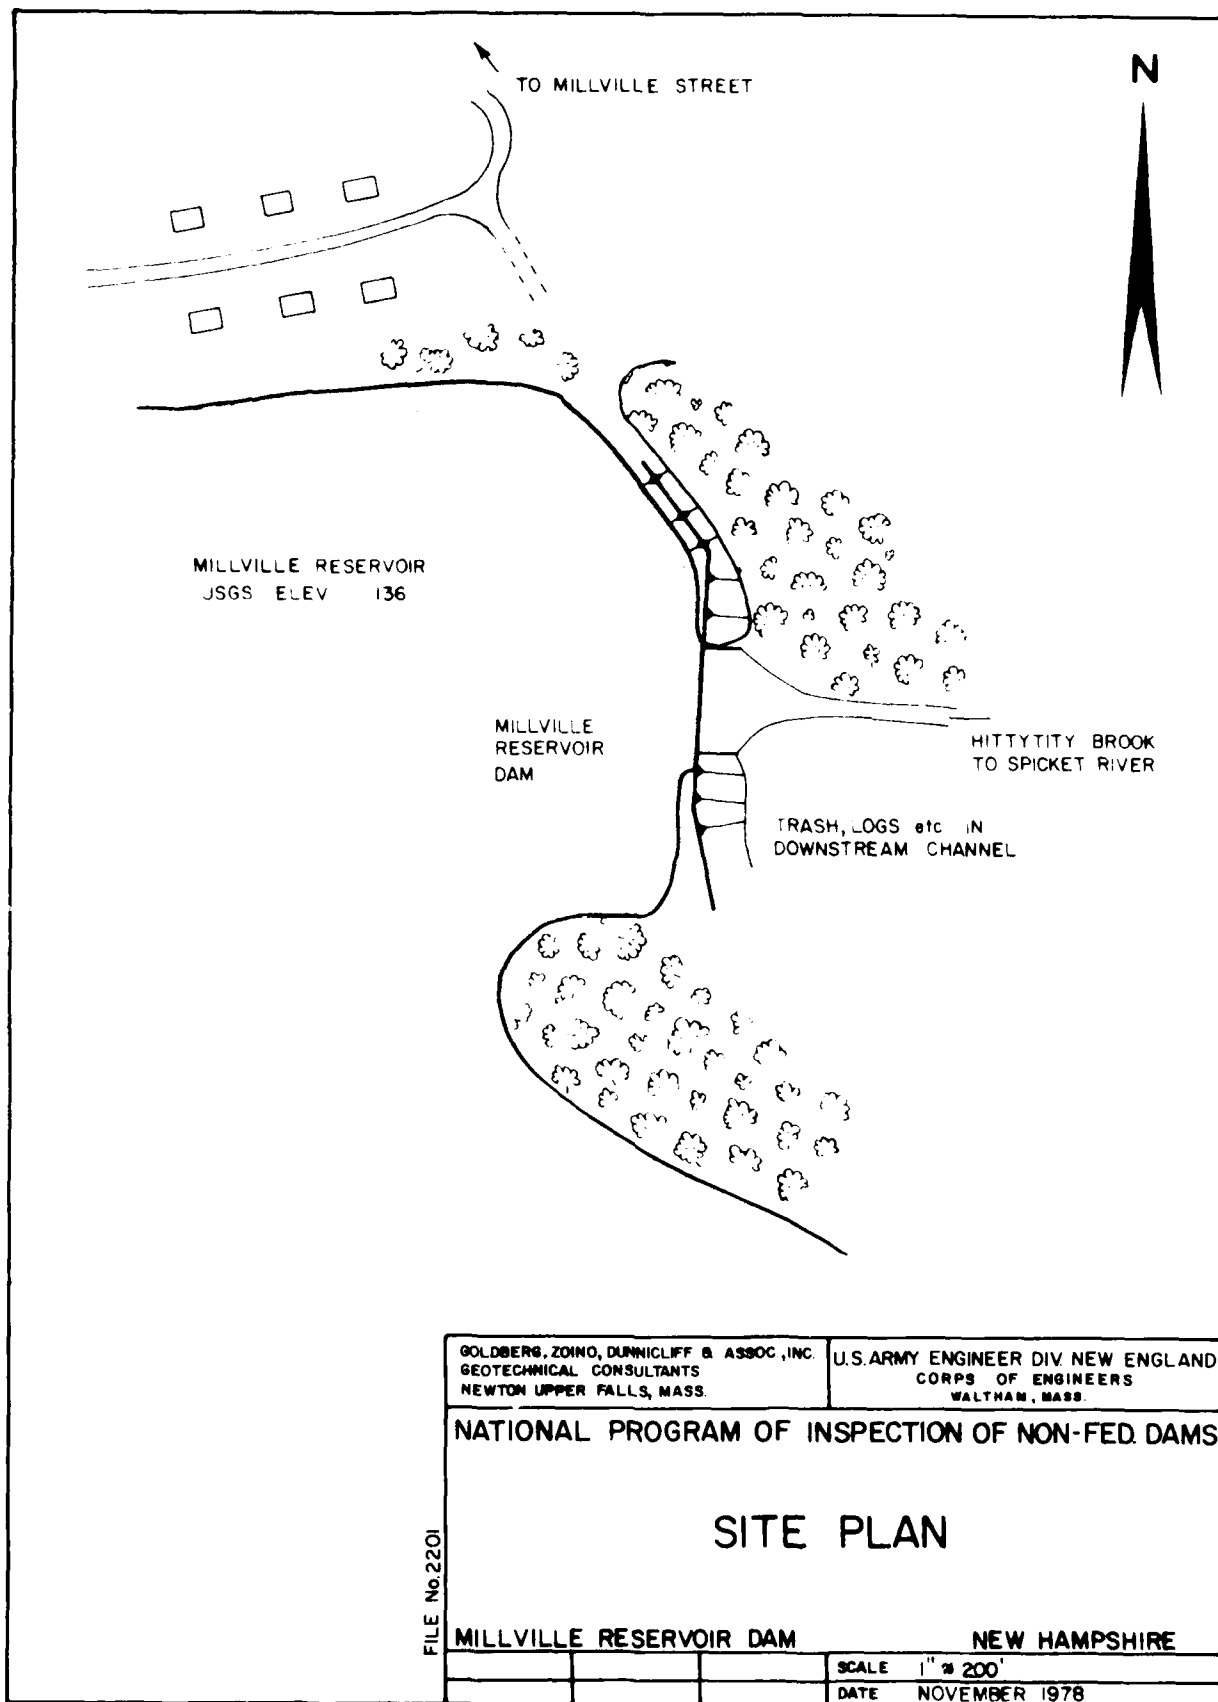 TO MILLVILLE STREET
N
MILLVILLE RESERVOIR
USGS ELEV 136
MILLVILLE
RESERVOIR
DAM
HITTYTITY BROOK
TO SPICKET RIVER
TRASH, LOGS etc IN
DOWNSTREAM CHANNEL
GOLDBERG, ZOINO, DUNNICLIFF & ASSOC., INC.
GEOTECHNICAL CONSULTANTS
NEWTON UPPER FALLS, MASS.
U.S. ARMY ENGINEER DIV. NEW ENGLAND
CORPS OF ENGINEERS
WALTHAM, MASS.
NATIONAL PROGRAM OF INSPECTION OF NON-FED. DAMS
SITE PLAN
FILE No. 2201
MILLVILLE RESERVOIR DAM
NEW HAMPSHIRE
SCALE 1" ≈ 200'
DATE NOVEMBER 1978